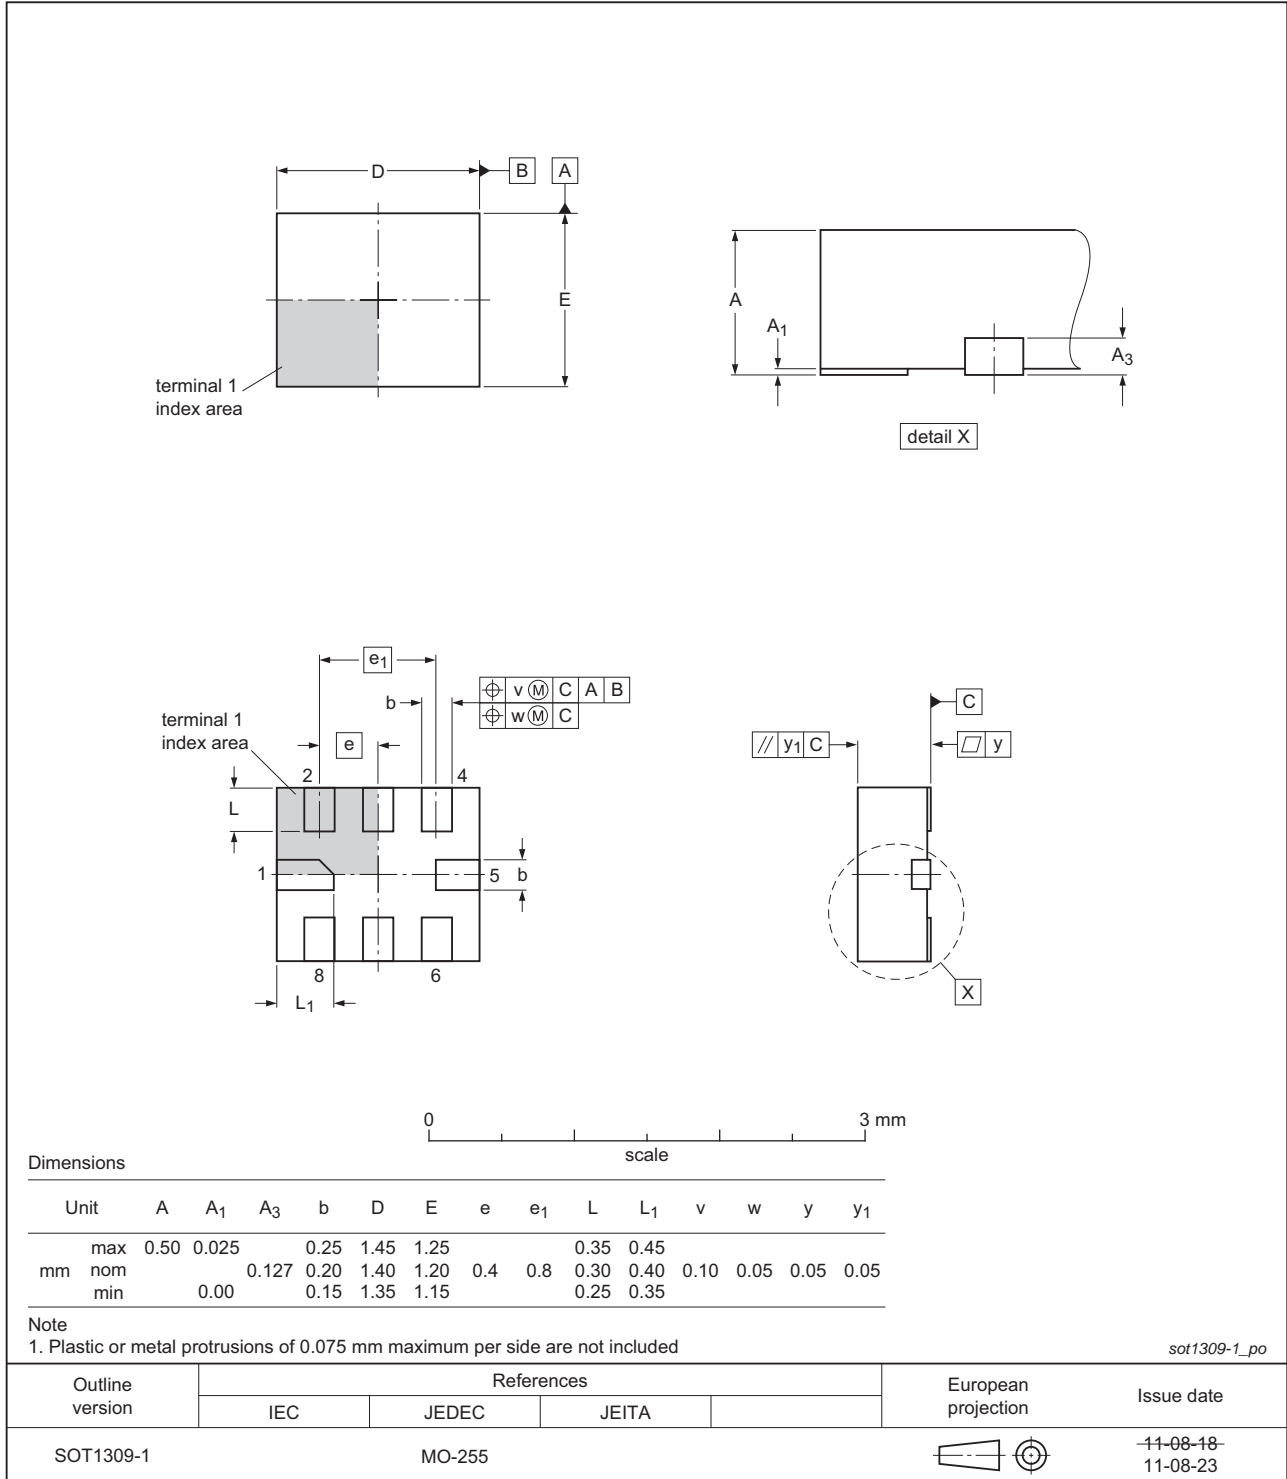 D
B
A
E
terminal 1
index area
A
A1
A3
detail X
e1
b
v M C A B
w M C
terminal 1
index area
e
2
4
L
1
5
b
8
6
L1
C
// y1 C
y
X
0
3 mm
scale
Dimensions
Unit A A1 A3 b D E e e1 L L1 v w y y1
max 0.50 0.025 0.25 1.45 1.25 0.35 0.45
mm nom 0.127 0.20 1.40 1.20 0.4 0.8 0.30 0.40 0.10 0.05 0.05 0.05
min 0.00 0.15 1.35 1.15 0.25 0.35
Note
1. Plastic or metal protrusions of 0.075 mm maximum per side are not included
sot1309-1_po
Outline
version
References
IEC JEDEC JEITA
European
projection
Issue date
SOT1309-1
MO-255
11-08-18
11-08-23